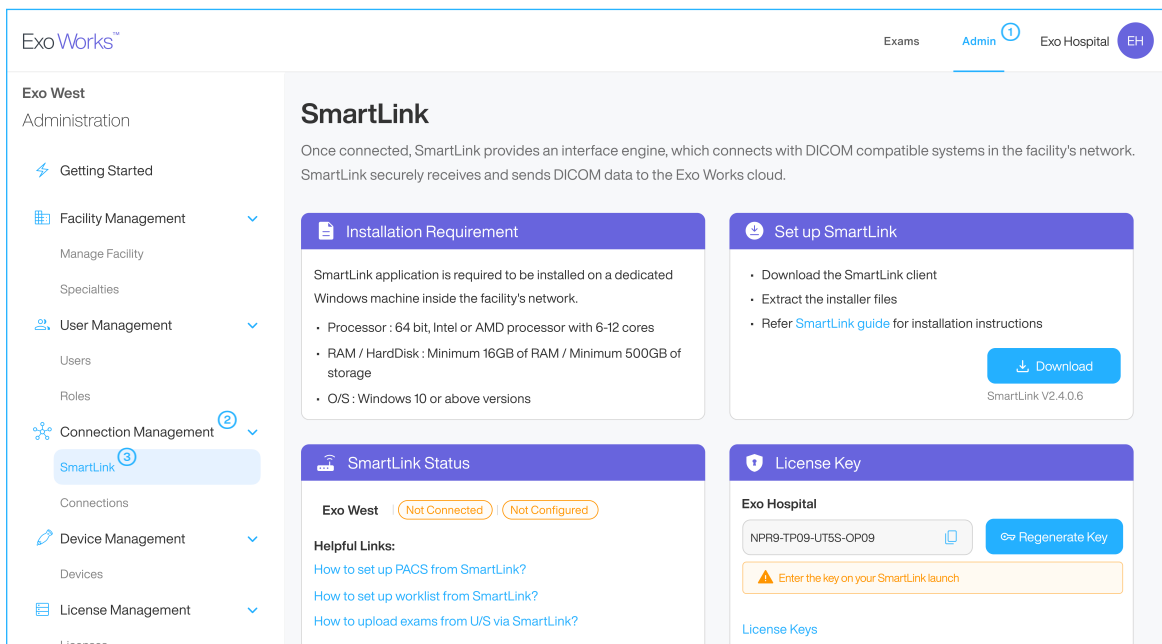 Exo Works™
Exams
Admin
1
Exo Hospital
EH
Exo West
Administration
Getting Started
Facility Management
Manage Facility
Specialties
User Management
Users
Roles
Connection Management
2
SmartLink
3
Connections
Device Management
Devices
License Management
SmartLink
Once connected, SmartLink provides an interface engine, which connects with DICOM compatible systems in the facility's network.
SmartLink securely receives and sends DICOM data to the Exo Works cloud.
Installation Requirement
SmartLink application is required to be installed on a dedicated
Windows machine inside the facility's network.
• Processor : 64 bit, Intel or AMD processor with 6-12 cores
• RAM / HardDisk : Minimum 16GB of RAM / Minimum 500GB of
storage
• O/S : Windows 10 or above versions
Set up SmartLink
• Download the SmartLink client
• Extract the installer files
• Refer SmartLink guide for installation instructions
Download
SmartLink V2.4.0.6
SmartLink Status
Exo West
Not Connected
Not Configured
Helpful Links:
How to set up PACS from SmartLink?
How to set up worklist from SmartLink?
How to upload exams from U/S via SmartLink?
License Key
Exo Hospital
NPR9-TP09-UT5S-OP09
Regenerate Key
Enter the key on your SmartLink launch
License Keys